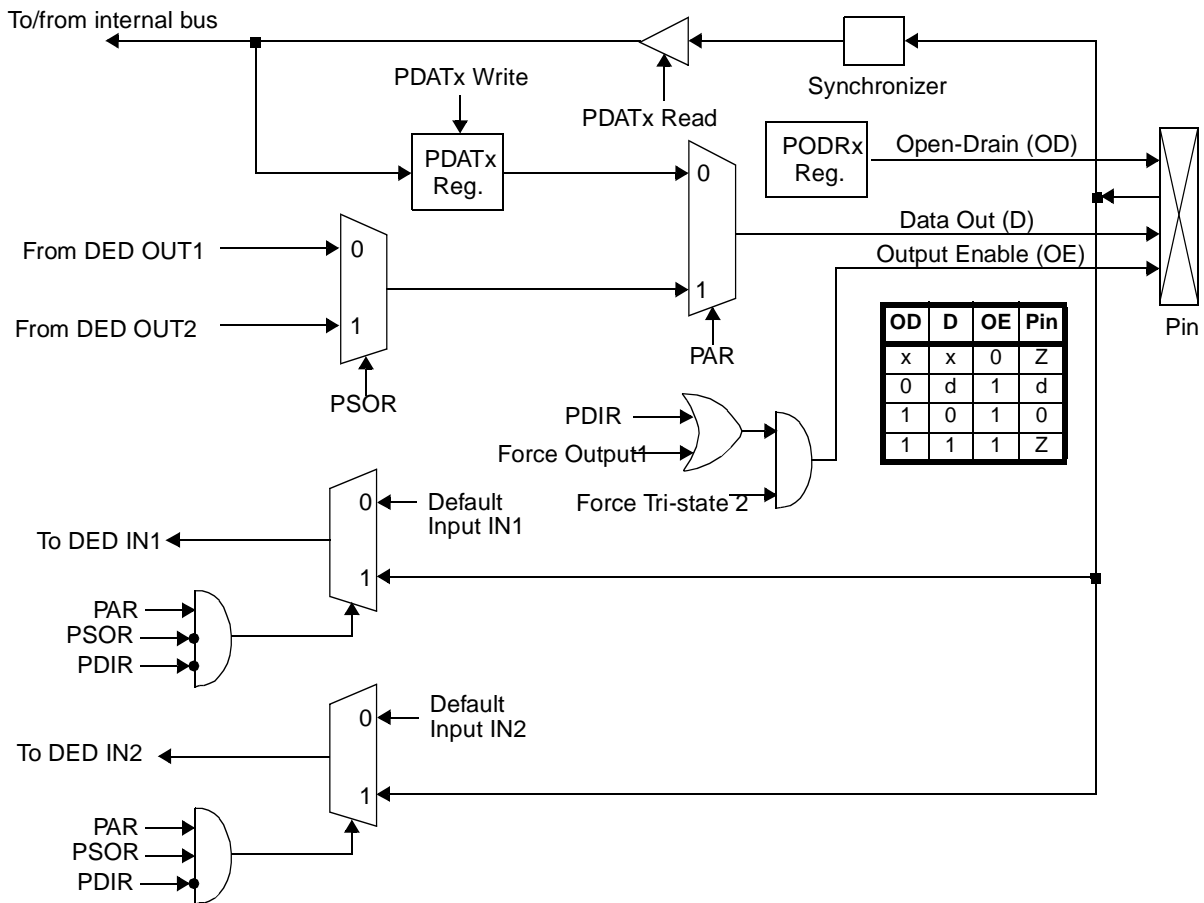 To/from internal bus
Synchronizer
PDATx Write
PDATx Read
PDATx
Reg.
0
1
PODRx
Reg.
Open-Drain (OD)
Data Out (D)
Output Enable (OE)
Pin
From DED OUT1
From DED OUT2
0
1
PSOR
PAR
OD D OE Pin
x x 0 Z
0 d 1 d
1 0 1 0
1 1 1 Z
PDIR
Force Output1
Force Tri-state 2
0
1
Default
Input IN1
To DED IN1
PAR
PSOR
PDIR
0
1
Default
Input IN2
To DED IN2
PAR
PSOR
PDIR